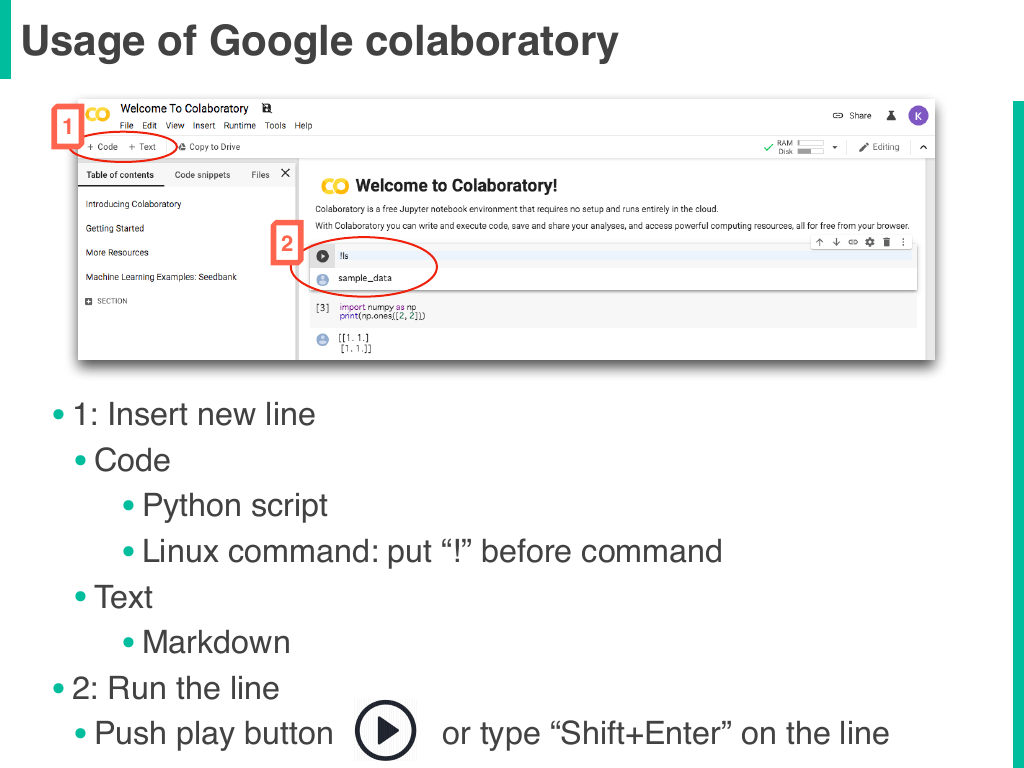 Usage of Google colaboratory
1
CO
Welcome To Colaboratory
File Edit View Insert Runtime Tools Help
Share
K
+ Code + Text Copy to Drive
RAM
Disk
Editing
Table of contents Code snippets Files
Introducing Colaboratory
Getting Started
More Resources
Machine Learning Examples: Seedbank
SECTION
CO Welcome to Colaboratory!
Colaboratory is a free Jupyter notebook environment that requires no setup and runs entirely in the cloud.
With Colaboratory you can write and execute code, save and share your analyses, and access powerful computing resources, all for free from your browser.
2
!ls
sample_data
[3] import numpy as np
print(np.ones([2, 2]))
[[1. 1.]
[1. 1.]]
• 1: Insert new line
• Code
• Python script
• Linux command: put “!” before command
• Text
• Markdown
• 2: Run the line
• Push play button or type “Shift+Enter” on the line